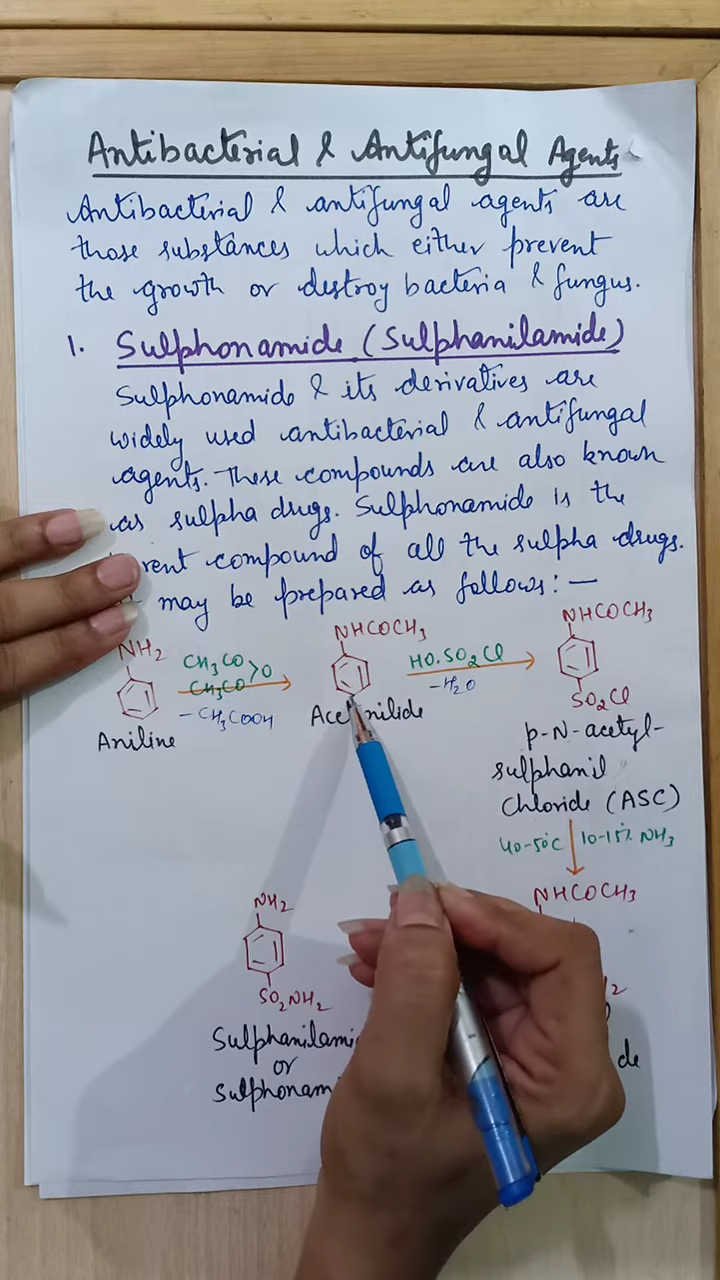 Antibacterial & Antifungal Agents
Antibacterial & antifungal agents are
those substances which either prevent
the growth or destroy bacteria & fungus.
1. Sulphonamide (Sulphanilamide)
Sulphonamide & its derivatives are
widely used antibacterial & antifungal
agents. These compounds are also known
as sulpha drugs. Sulphonamide is the
rent compound of all the sulpha drugs.
may be prepared as follows:—
NH2
CH3CO
CH3CO >O
-CH3COOH
Aniline
NHCOCH3
HO.SO2Cl
-H2O
NHCOCH3
SO2Cl
p-N-acetyl-
sulphanil
Chloride (ASC)
40-50°C 10-15% NH3
NHCOCH3
NH2
SO2NH2
Sulphanilami
or
Sulphonam
de